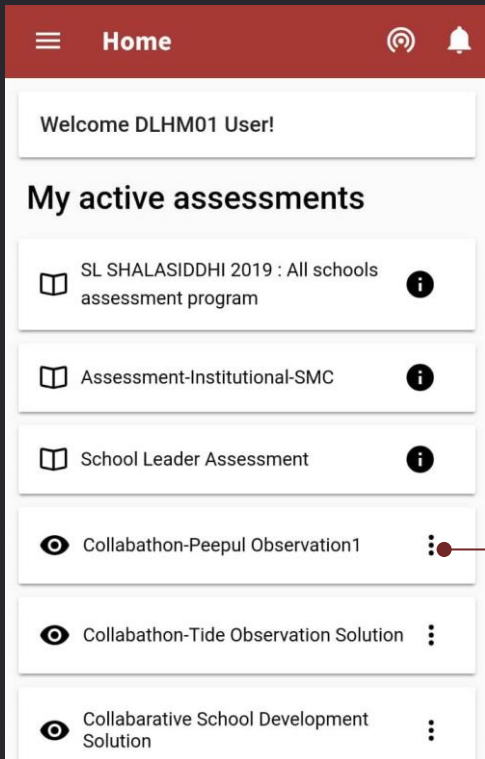 Home
Welcome DLHM01 User!
My active assessments
SL SHALASIDDHI 2019 : All schools
assessment program
Assessment-Institutional-SMC
School Leader Assessment
Collabathon-Peepul Observation1
Collabathon-Tide Observation Solution
Collabarative School Development
Solution